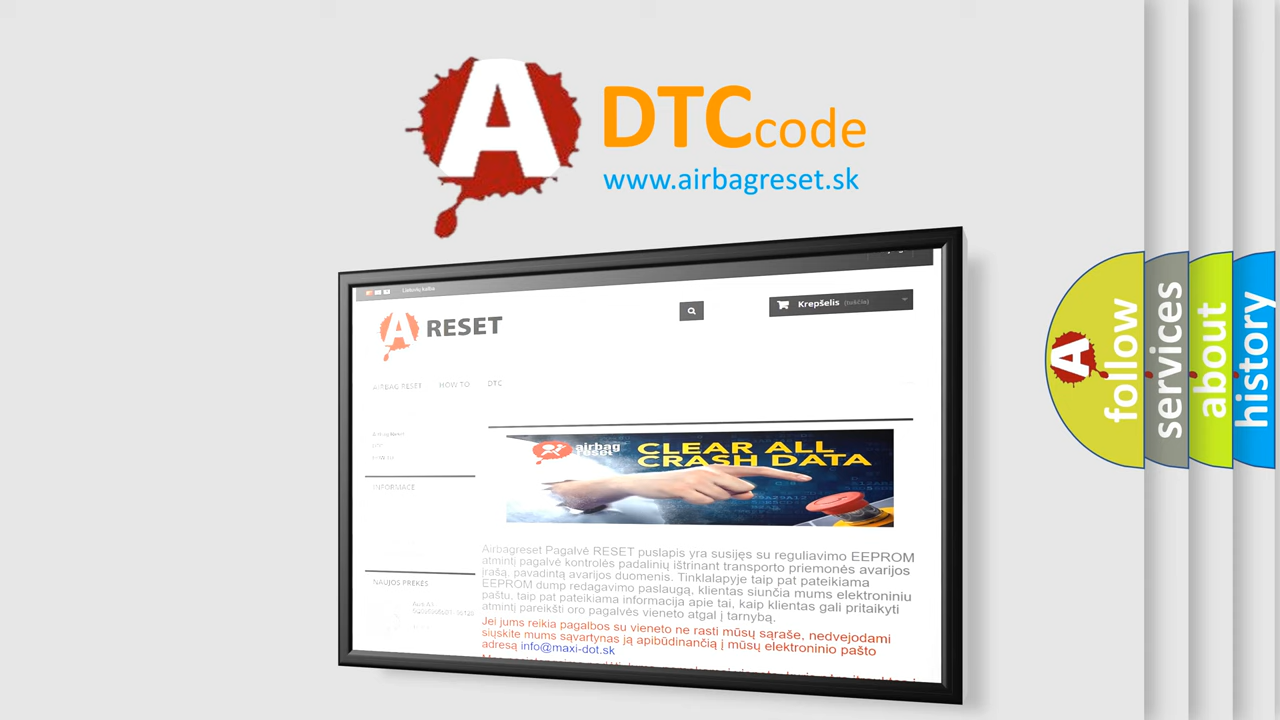 A
DTCcode
www.airbagreset.sk
Lietuvių kalba
A RESET
Krepšelis (tuščia)
AIRBAG RESET HOW TO DTC
INFORMACE
NAUJOS PREKĖS
airbag
reset
CLEAR ALL
CRASH DATA
Airbagreset Pagalvė RESET puslapis yra susijęs su reguliavimo EEPROM
atmintį pagalvė kontrolės padalinių ištrinant transporto priemonės avarijos
įrašą, pavadintą avarijos duomenis. Tinklalapyje taip pat pateikiama
EEPROM dump redagavimo paslaugą, klientas siunčia mums elektroniniu
paštu, taip pat pateikiama informacija apie tai, kaip klientas gali pritaikyti
atmintį pareikšti oro pagalvės vieneto atgal į tarnybą.
Jei jums reikia pagalbos su vieneto ne rasti mūsų sąraše, nedvejodami
siųskite mums sąvartynas ją apibūdinančią į mūsų elektroninio pašto
adresą info@maxi-dot.sk
A
follow
services
about
history